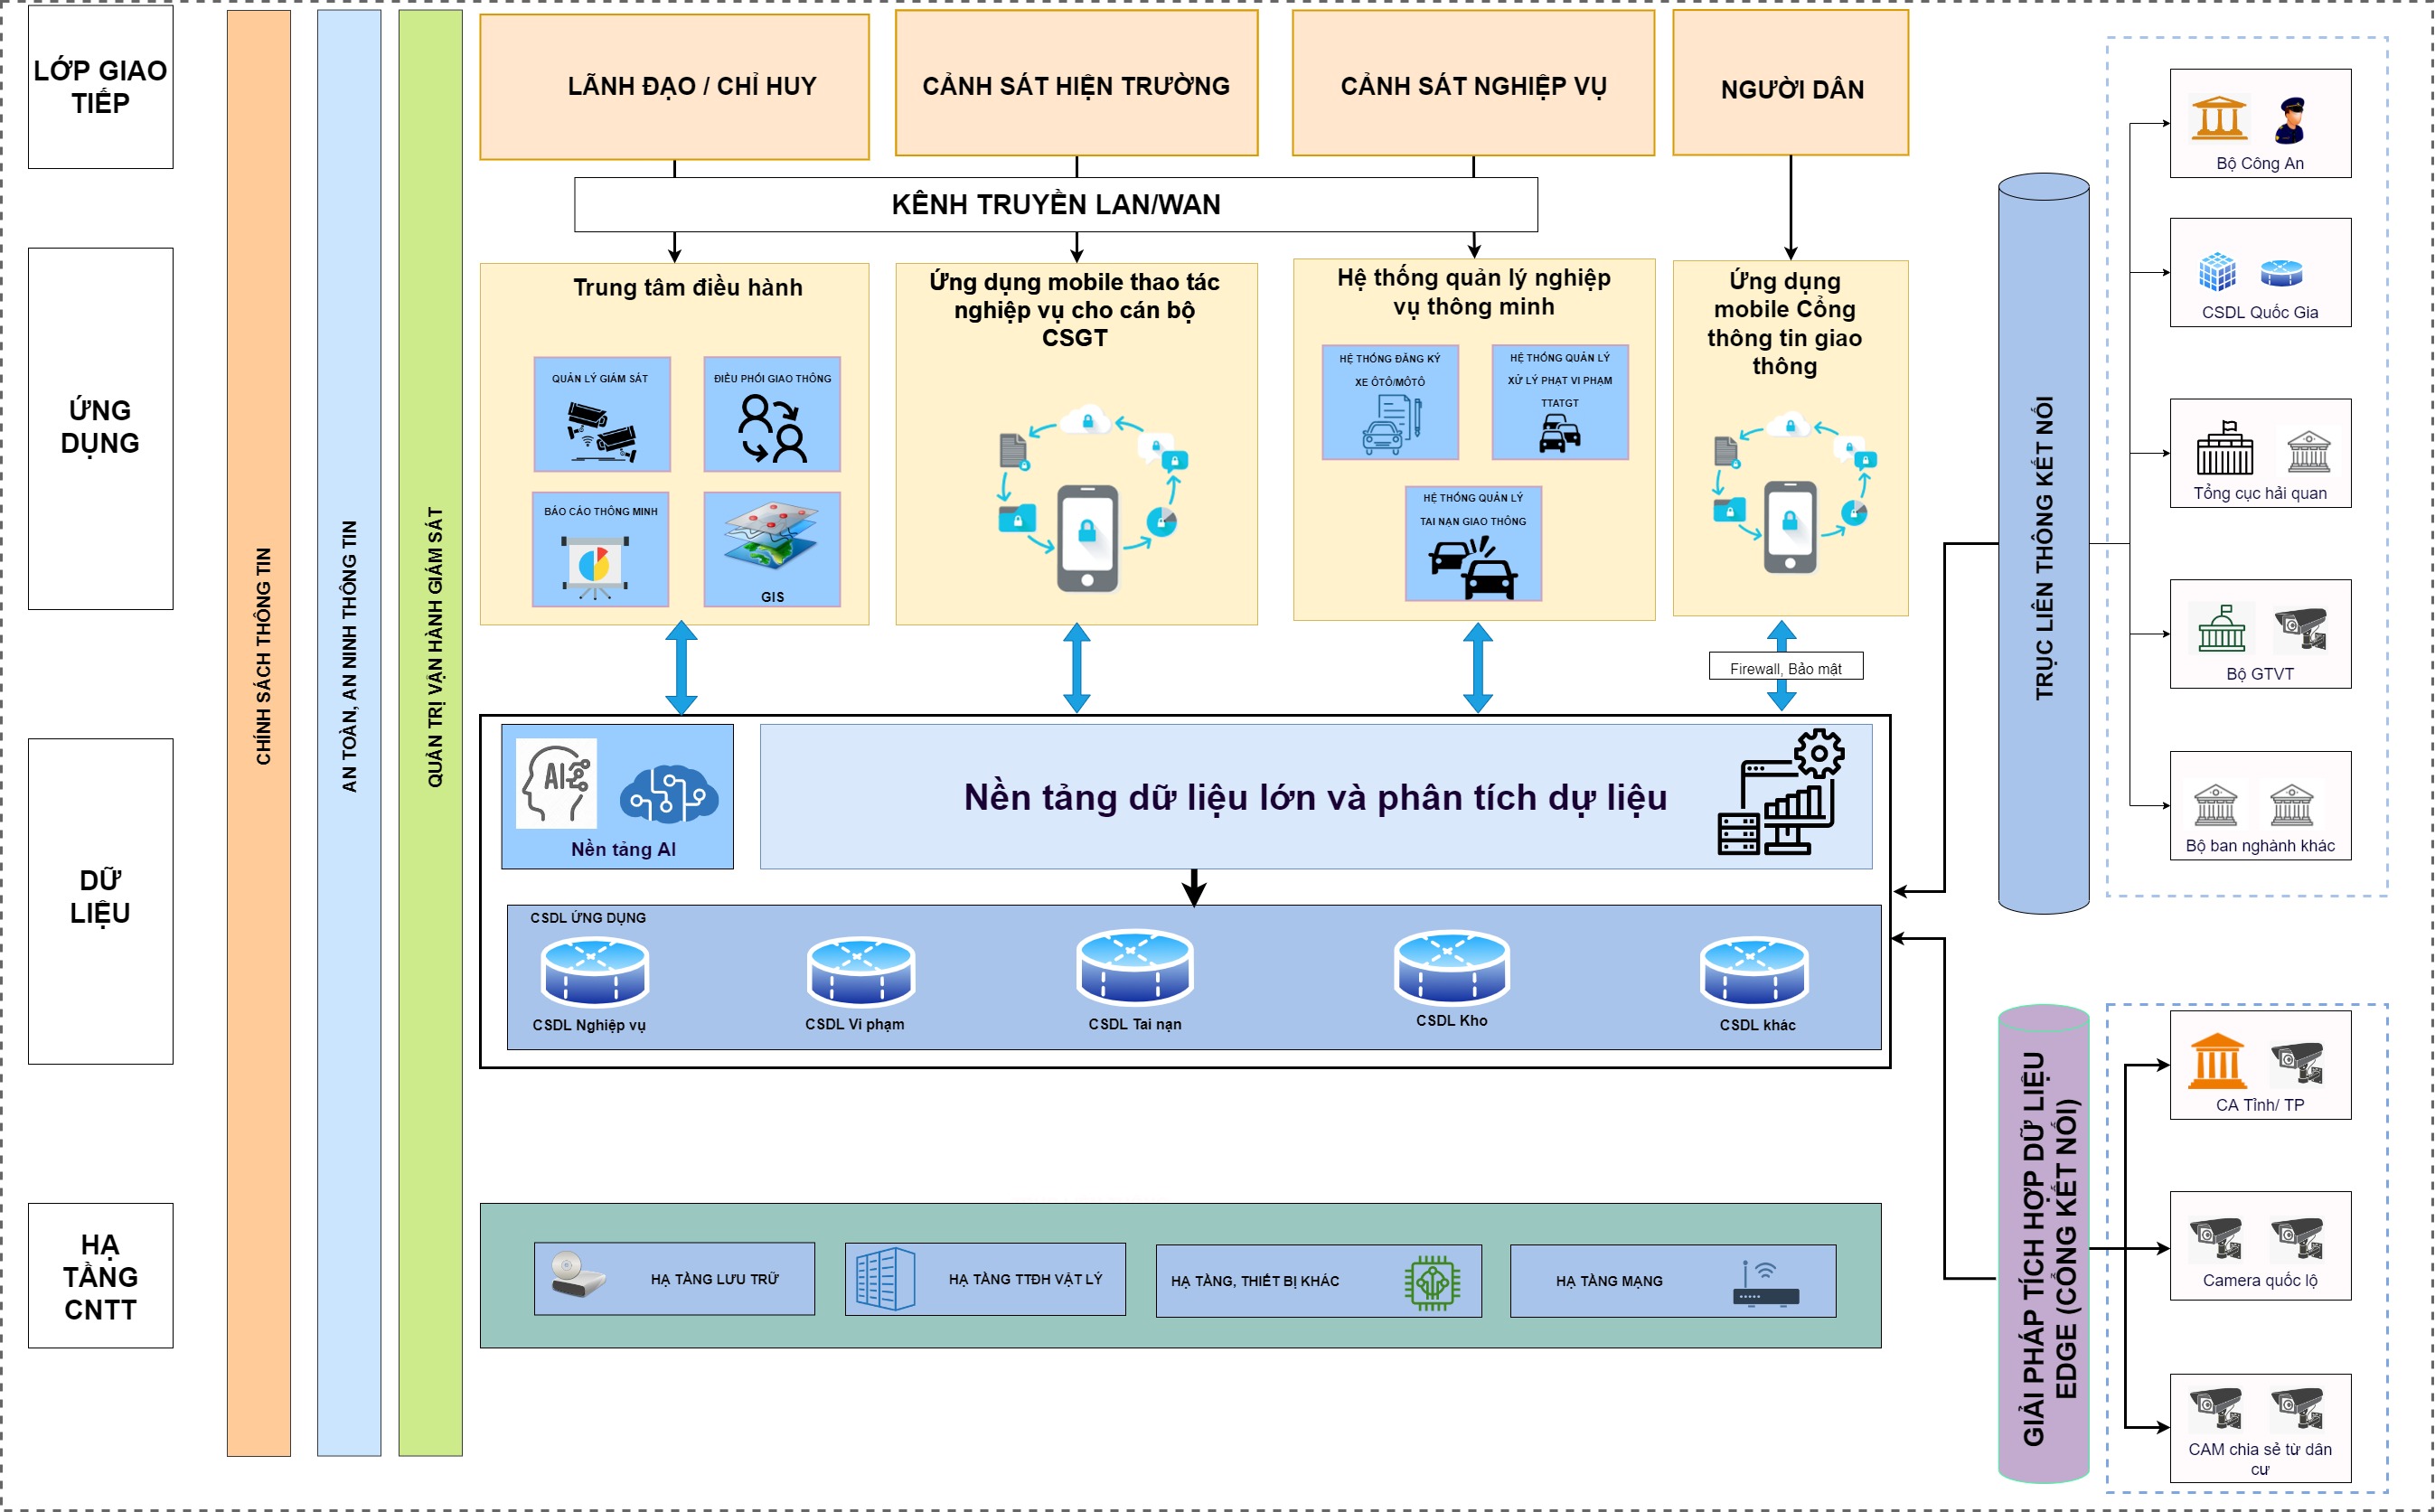 LỚP GIAO
TIẾP
ỨNG
DỤNG
DỮ
LIỆU
HẠ
TẦNG
CNTT
CHÍNH SÁCH THÔNG TIN
AN TOÀN, AN NINH THÔNG TIN
QUẢN TRỊ VẬN HÀNH GIÁM SÁT
LÃNH ĐẠO / CHỈ HUY
CẢNH SÁT HIỆN TRƯỜNG
CẢNH SÁT NGHIỆP VỤ
NGƯỜI DÂN
KÊNH TRUYỀN LAN/WAN
Trung tâm điều hành
QUẢN LÝ GIÁM SÁT
ĐIỀU PHỐI GIAO THÔNG
BÁO CÁO THÔNG MINH
GIS
Ứng dụng mobile thao tác
nghiệp vụ cho cán bộ
CSGT
Hệ thống quản lý nghiệp
vụ thông minh
HỆ THỐNG ĐĂNG KÝ
XE ÔTÔ/MÔTÔ
HỆ THỐNG QUẢN LÝ
XỬ LÝ PHẠT VI PHẠM
TTATGT
HỆ THỐNG QUẢN LÝ
TAI NẠN GIAO THÔNG
Ứng dụng
mobile Cổng
thông tin giao
thông
Firewall, Bảo mật
AI
Nền tảng AI
Nền tảng dữ liệu lớn và phân tích dự liệu
CSDL ỨNG DỤNG
CSDL Nghiệp vụ
CSDL Vi phạm
CSDL Tai nạn
CSDL Kho
CSDL khác
HẠ TẦNG LƯU TRỮ
HẠ TẦNG TTĐH VẬT LÝ
HẠ TẦNG, THIẾT BỊ KHÁC
HẠ TẦNG MẠNG
TRỤC LIÊN THÔNG KẾT NỐI
Bộ Công An
CSDL Quốc Gia
Tổng cục hải quan
Bộ GTVT
Bộ ban nghành khác
GIẢI PHÁP TÍCH HỢP DỮ LIỆU
EDGE (CỔNG KẾT NỐI)
CA Tỉnh/ TP
Camera quốc lộ
CAM chia sẻ từ dân
cư